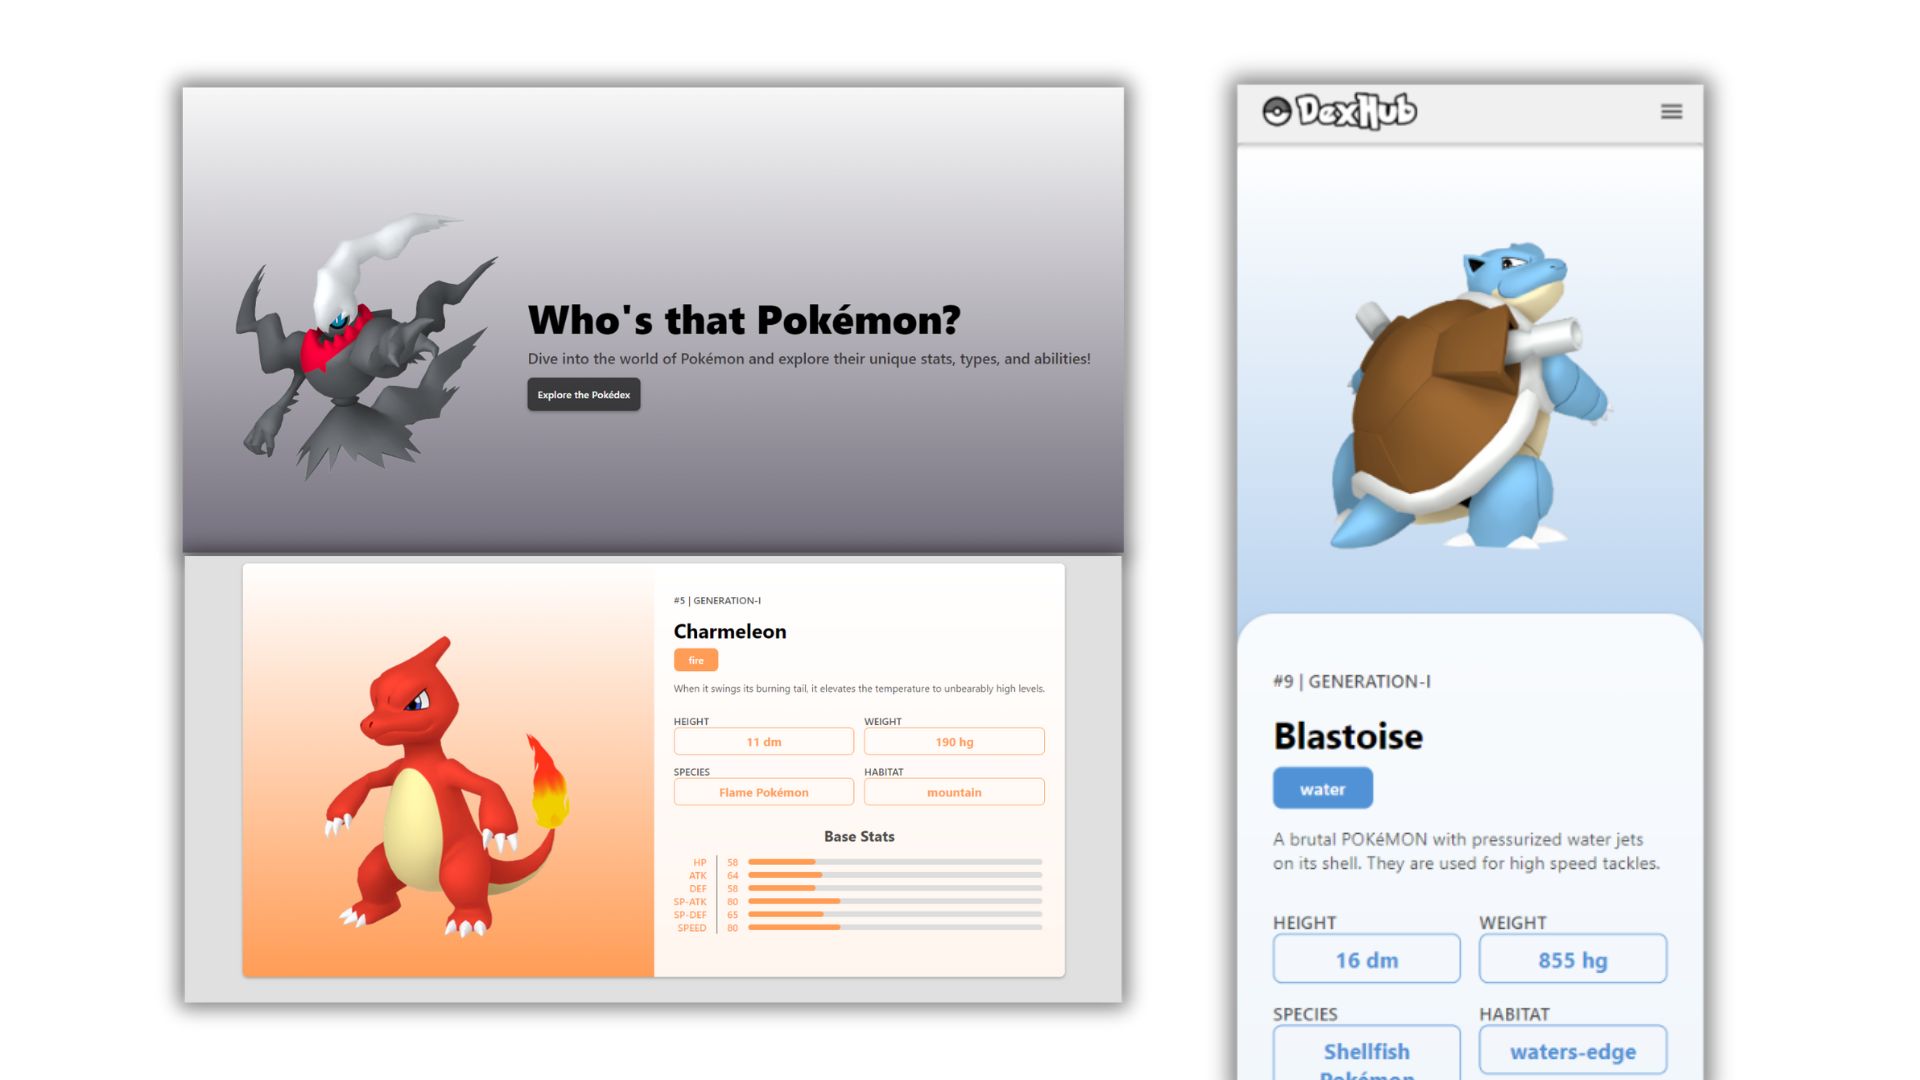 Who's that Pokémon?
Dive into the world of Pokémon and explore their unique stats, types, and abilities!
Explore the Pokédex
#5 | GENERATION-I
Charmeleon
fire
When it swings its burning tail, it elevates the temperature to unbearably high levels.
HEIGHT WEIGHT
11 dm 190 hg
SPECIES HABITAT
Flame Pokémon mountain
Base Stats
HP 58
ATK 64
DEF 58
SP-ATK 80
SP-DEF 65
SPEED 80
DexHub
#9 | GENERATION-I
Blastoise
water
A brutal POKéMON with pressurized water jets
on its shell. They are used for high speed tackles.
HEIGHT WEIGHT
16 dm 855 hg
SPECIES HABITAT
Shellfish waters-edge
Pokémon